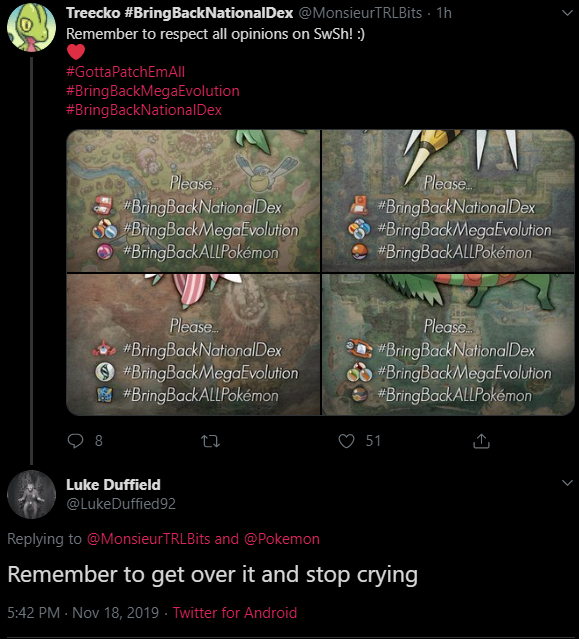 Treecko #BringBackNationalDex @MonsieurTRLBits · 1h
Remember to respect all opinions on SwSh! :)
#GottaPatchEmAll
#BringBackMegaEvolution
#BringBackNationalDex
Please...
#BringBackNationalDex
#BringBackMegaEvolution
#BringBackALLPokémon
Please...
#BringBackNationalDex
#BringBackMegaEvolution
#BringBackALLPokémon
Please...
#BringBackNationalDex
#BringBackMegaEvolution
#BringBackALLPokémon
Please...
#BringBackNationalDex
#BringBackMegaEvolution
#BringBackALLPokémon
8 51
Luke Duffield
@LukeDuffied92
Replying to @MonsieurTRLBits and @Pokemon
Remember to get over it and stop crying
5:42 PM · Nov 18, 2019 · Twitter for Android